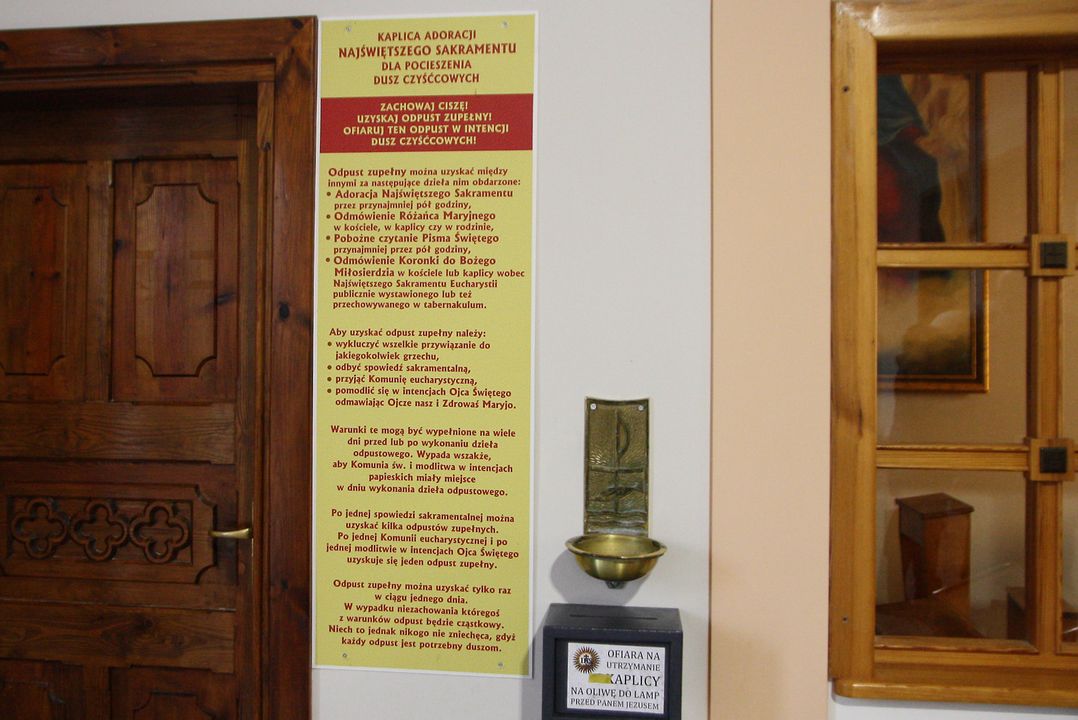 KAPLICA ADORACJI
NAJŚWIĘTSZEGO SAKRAMENTU
DLA POCIESZENIA
DUSZ CZYŚĆCOWYCH
ZACHOWAJ CISZĘ!
UZYSKAJ ODPUST ZUPEŁNY!
OFIARUJ TEN ODPUST W INTENCJI
DUSZ CZYŚĆCOWYCH!
Odpust zupełny można uzyskać między
innymi za następujące dzieła nim obdarzone:
• Adoracja Najświętszego Sakramentu
przez przynajmniej pół godziny,
• Odmówienie Różańca Maryjnego
w kościele, w kaplicy czy w rodzinie,
• Pobożne czytanie Pisma Świętego
przynajmniej przez pół godziny,
• Odmówienie Koronki do Bożego
Miłosierdzia w kościele lub kaplicy wobec
Najświętszego Sakramentu Eucharystii
publicznie wystawionego lub też
przechowywanego w tabernakulum.
Aby uzyskać odpust zupełny należy:
• wykluczyć wszelkie przywiązanie do
jakiegokolwiek grzechu,
• odbyć spowiedź sakramentalną,
• przyjąć Komunię eucharystyczną,
• pomodlić się w intencjach Ojca Świętego
odmawiając Ojcze nasz i Zdrowaś Maryjo.
Warunki te mogą być wypełnione na wiele
dni przed lub po wykonaniu dzieła
odpustowego. Wypada wszakże,
aby Komunia św. i modlitwa w intencjach
papieskich miały miejsce
w dniu wykonania dzieła odpustowego.
Po jednej spowiedzi sakramentalnej można
uzyskać kilka odpustów zupełnych.
Po jednej Komunii eucharystycznej i po
jednej modlitwie w intencjach Ojca Świętego
uzyskuje się jeden odpust zupełny.
Odpust zupełny można uzyskać tylko raz
w ciągu jednego dnia.
W wypadku niezachowania któregoś
z warunków odpust będzie cząstkowy.
Niech to jednak nikogo nie zniechęca, gdyż
każdy odpust jest potrzebny duszom.
IHS
OFIARA NA
UTRZYMANIE
KAPLICY
NA OLIWĘ DO LAMP
PRZED PANEM JEZUSEM